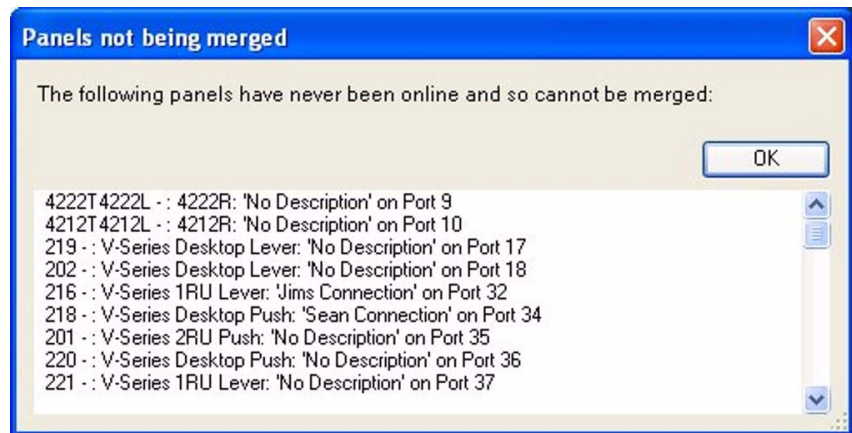 Panels not being merged
The following panels have never been online and so cannot be merged:
OK
4222T4222L - : 4222R: 'No Description' on Port 9
4212T4212L - : 4212R: 'No Description' on Port 10
219 - : V-Series Desktop Lever: 'No Description' on Port 17
202 - : V-Series Desktop Lever: 'No Description' on Port 18
216 - : V-Series 1RU Lever: 'Jims Connection' on Port 32
218 - : V-Series Desktop Push: 'Sean Connection' on Port 34
201 - : V-Series 2RU Push: 'No Description' on Port 35
220 - : V-Series Desktop Push: 'No Description' on Port 36
221 - : V-Series 1RU Lever: 'No Description' on Port 37